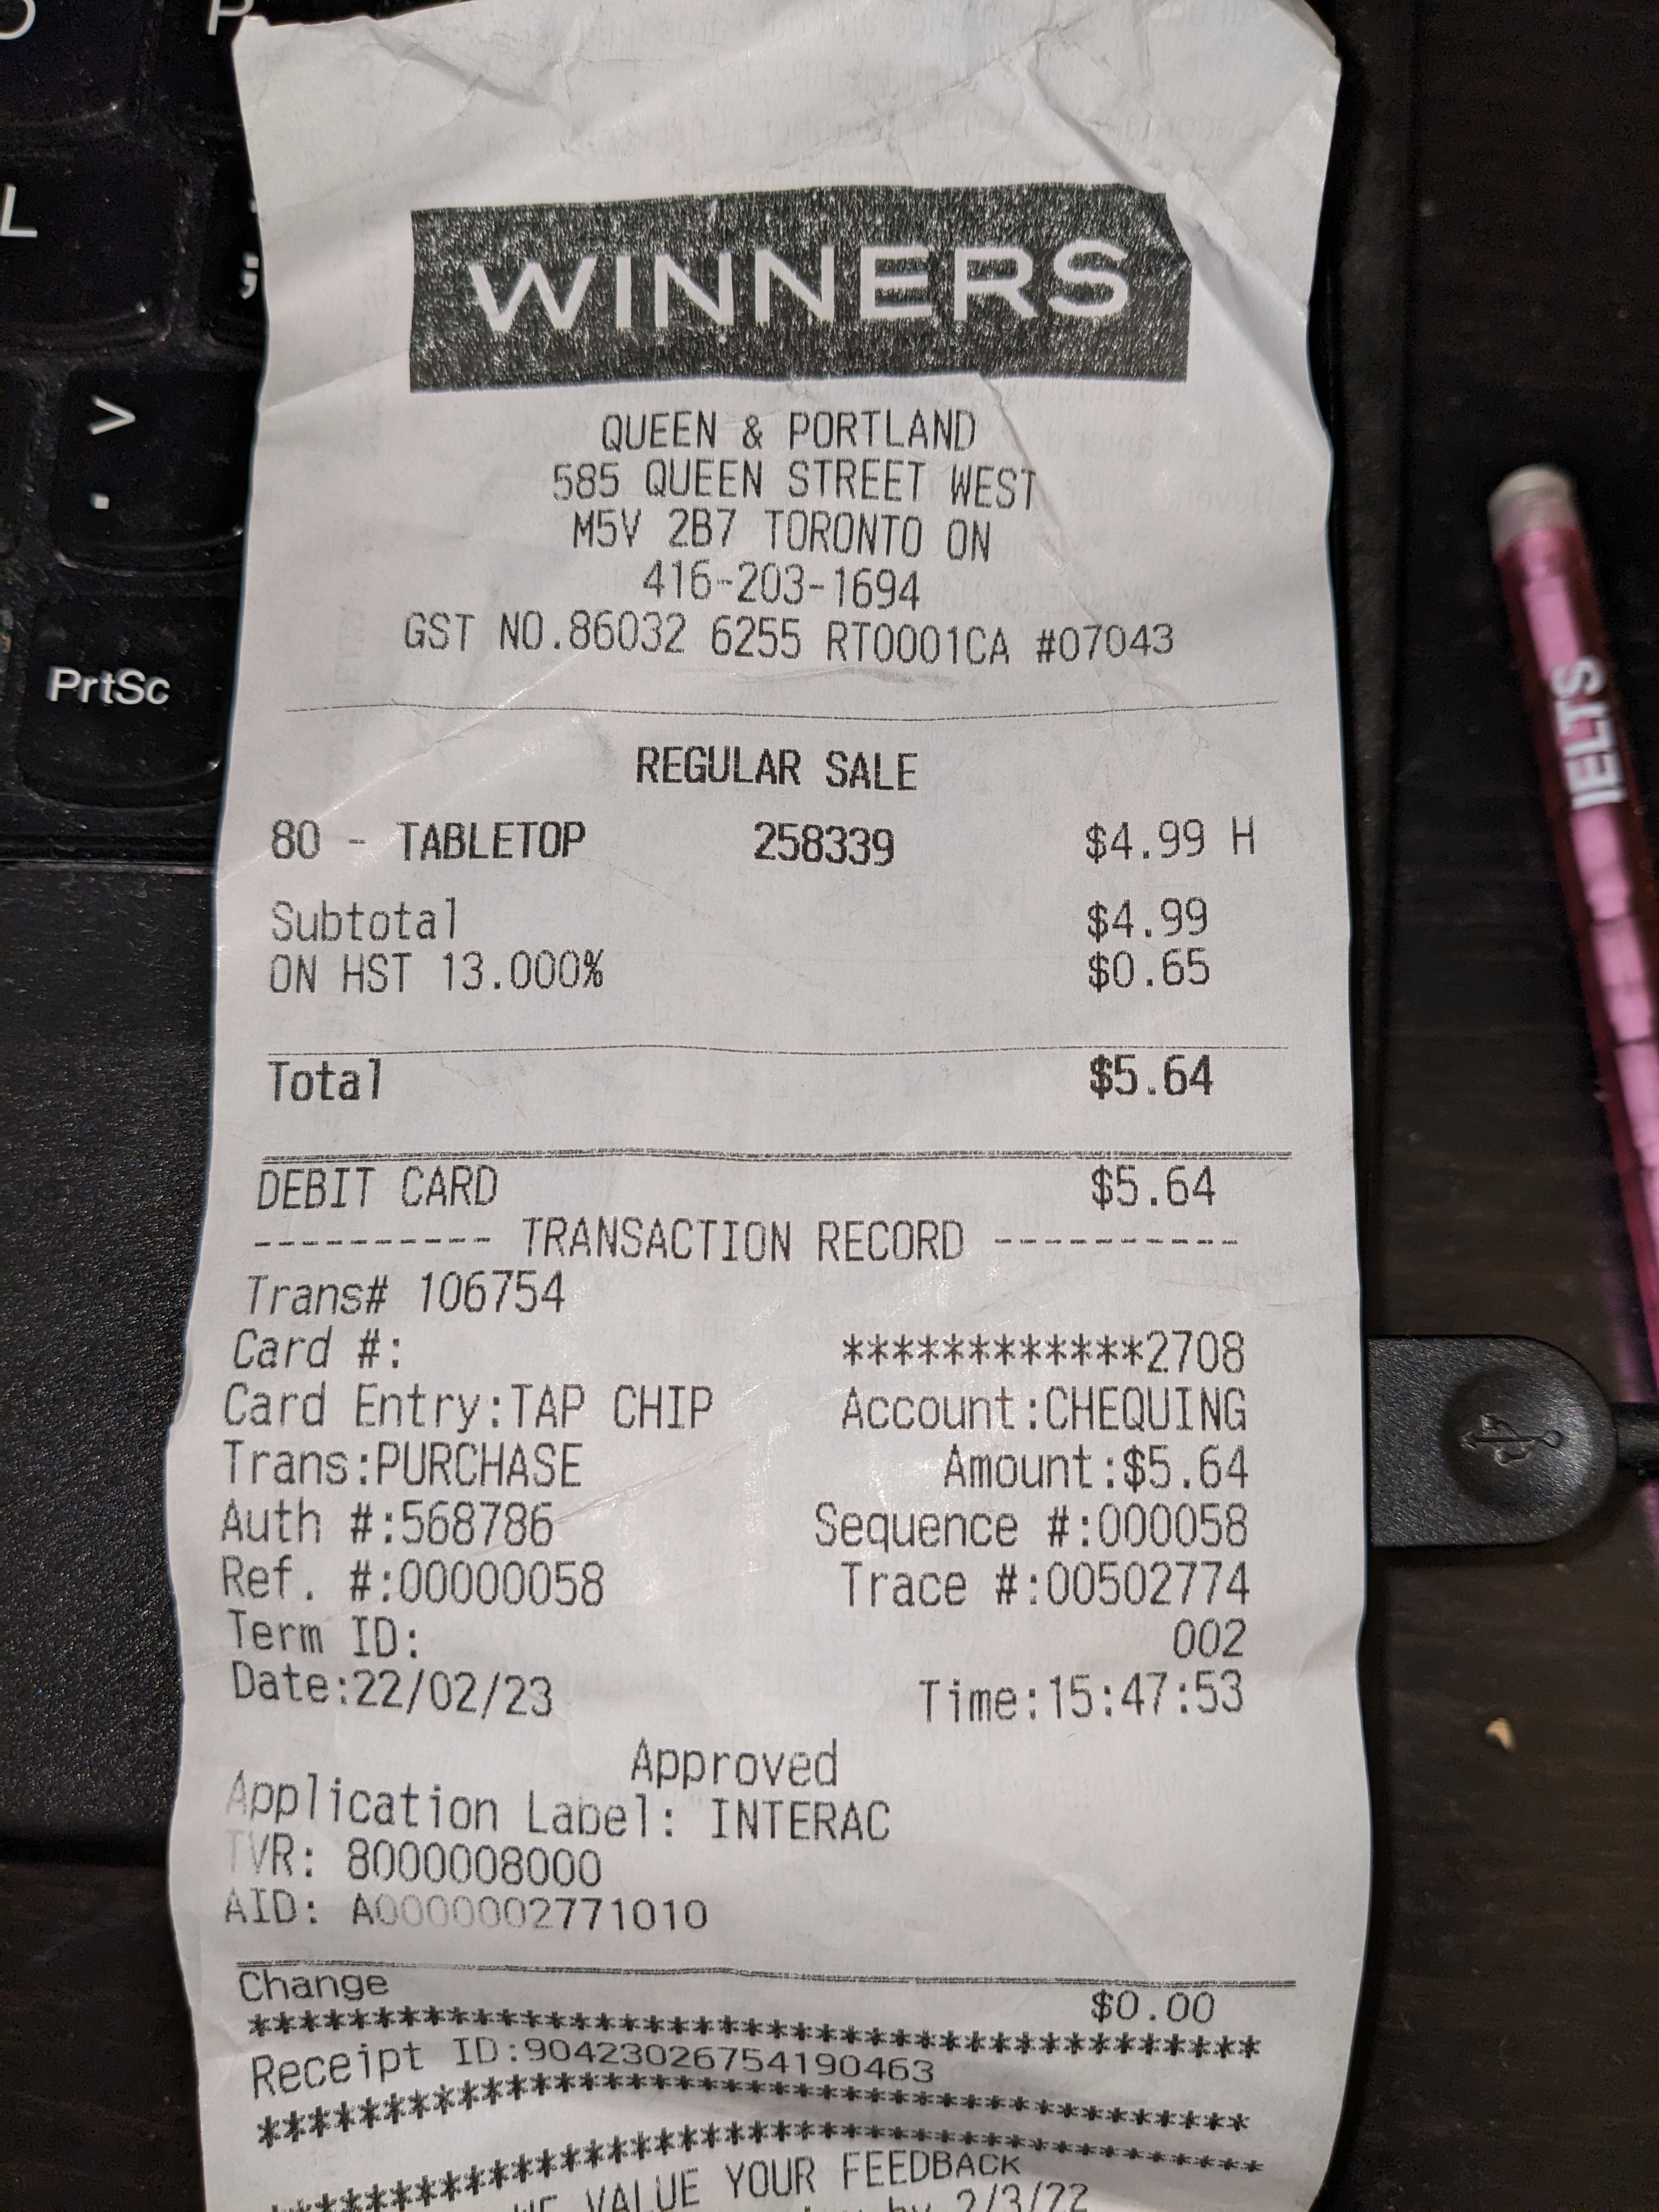 O P
L
;
>
.
PrtSc
WINNERS
QUEEN & PORTLAND
585 QUEEN STREET WEST
M5V 2B7 TORONTO ON
416-203-1694
GST NO.86032 6255 RT0001CA #07043
REGULAR SALE
80 - TABLETOP 258339 $4.99 H
Subtotal $4.99
ON HST 13.000% $0.65
Total $5.64
DEBIT CARD $5.64
---------- TRANSACTION RECORD ----------
Trans# 106754
Card #: ************2708
Card Entry:TAP CHIP Account:CHEQUING
Trans:PURCHASE Amount:$5.64
Auth #:568786 Sequence #:000058
Ref. #:00000058 Trace #:00502774
Term ID: 002
Date:22/02/23 Time:15:47:53
Approved
Application Label: INTERAC
TVR: 8000008000
AID: A0000002771010
Change $0.00
Receipt ID:90423026754190463
WE VALUE YOUR FEEDBACK
by 2/3/22
IELTS